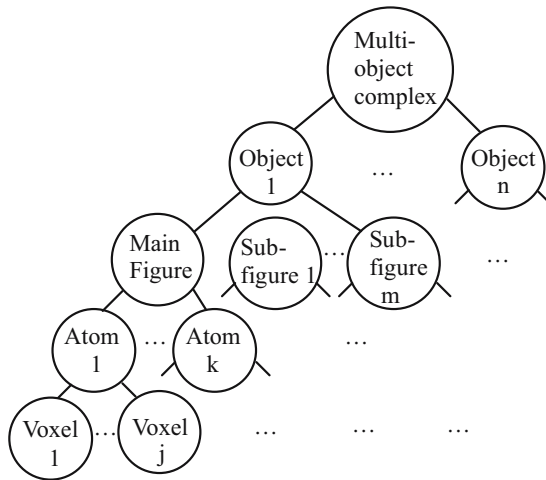 Multi-
object
complex
Object
1
...
Object
n
Main
Figure
Sub-
figure 1
...
Sub-
figure
m
...
Atom
1
...
Atom
k
...
Voxel
1
...
Voxel
j
...
...
...